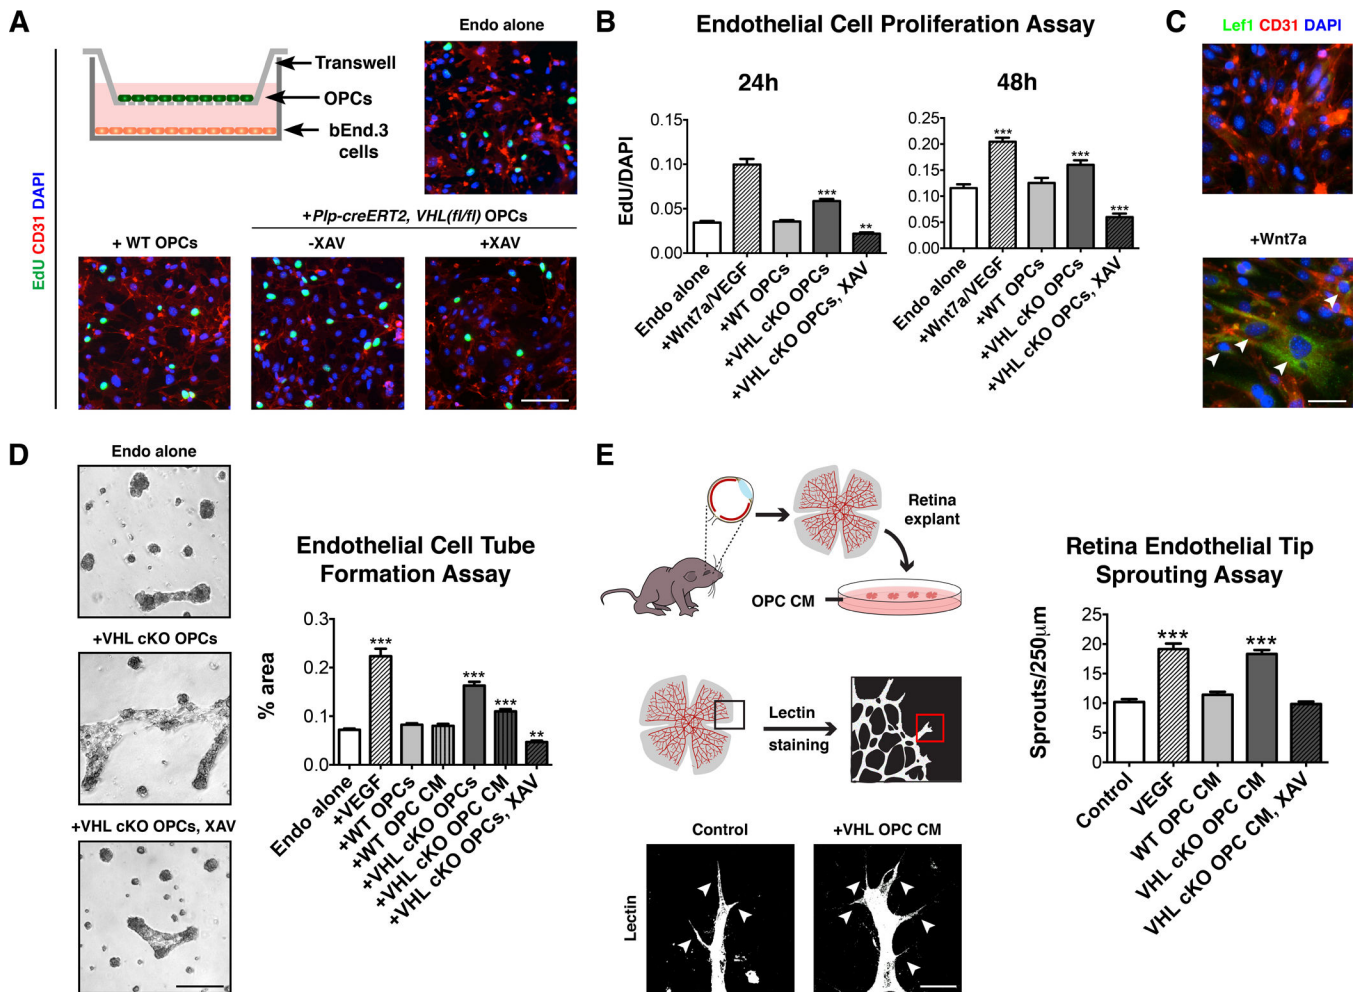 A
EdU CD31 DAPI
Transwell
OPCs
bEnd.3
cells
Endo alone
+Plp-creERT2, VHL(fl/fl) OPCs
+ WT OPCs
-XAV
+XAV
B
Endothelial Cell Proliferation Assay
24h
EdU/DAPI
0.15
0.10
0.05
0.00
***
**
Endo alone
+Wnt7a/VEGF
+WT OPCs
+VHL cKO OPCs
+VHL cKO OPCs, XAV
48h
0.25
0.20
0.15
0.10
0.05
0.00
***
***
***
Endo alone
+Wnt7a/VEGF
+WT OPCs
+VHL cKO OPCs
+VHL cKO OPCs, XAV
C
Lef1 CD31 DAPI
+Wnt7a
D
Endo alone
+VHL cKO OPCs
+VHL cKO OPCs, XAV
Endothelial Cell Tube
Formation Assay
% area
0.3
0.2
0.1
0.0
***
***
***
**
Endo alone
+VEGF
+WT OPCs
+WT OPC CM
+VHL cKO OPCs
+VHL cKO OPC CM
+VHL cKO OPCs, XAV
E
Retina
explant
OPC CM
Lectin
staining
Control
+VHL OPC CM
Lectin
Retina Endothelial Tip
Sprouting Assay
Sprouts/250µm
25
20
15
10
5
0
***
***
Control
VEGF
WT OPC CM
VHL cKO OPC CM
VHL cKO OPC CM, XAV